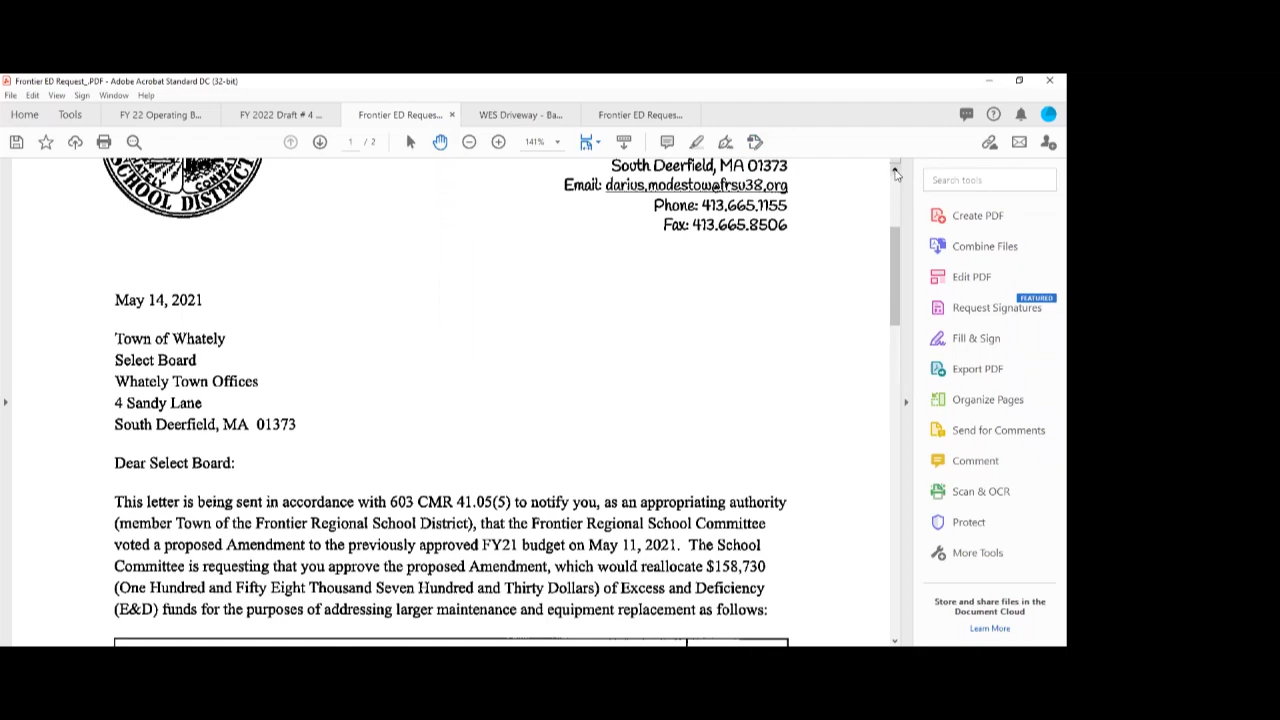 Frontier ED Request_.PDF - Adobe Acrobat Standard DC (32-bit)
File Edit View Sign Window Help
Home Tools FY 22 Operating B... FY 2022 Draft # 4 ... Frontier ED Reques... WES Driveway - Ba... Frontier ED Reques...
1 / 2 141%
SCHOOL DISTRICT
South Deerfield, MA 01373
Email: darius.modestow@frsu38.org
Phone: 413.665.1155
Fax: 413.665.8506
May 14, 2021
Town of Whately
Select Board
Whately Town Offices
4 Sandy Lane
South Deerfield, MA 01373
Dear Select Board:
This letter is being sent in accordance with 603 CMR 41.05(5) to notify you, as an appropriating authority
(member Town of the Frontier Regional School District), that the Frontier Regional School Committee
voted a proposed Amendment to the previously approved FY21 budget on May 11, 2021. The School
Committee is requesting that you approve the proposed Amendment, which would reallocate $158,730
(One Hundred and Fifty Eight Thousand Seven Hundred and Thirty Dollars) of Excess and Deficiency
(E&D) funds for the purposes of addressing larger maintenance and equipment replacement as follows:
Search tools
Create PDF
Combine Files
Edit PDF
FEATURED
Request Signatures
Fill & Sign
Export PDF
Organize Pages
Send for Comments
Comment
Scan & OCR
Protect
More Tools
Store and share files in the
Document Cloud
Learn More